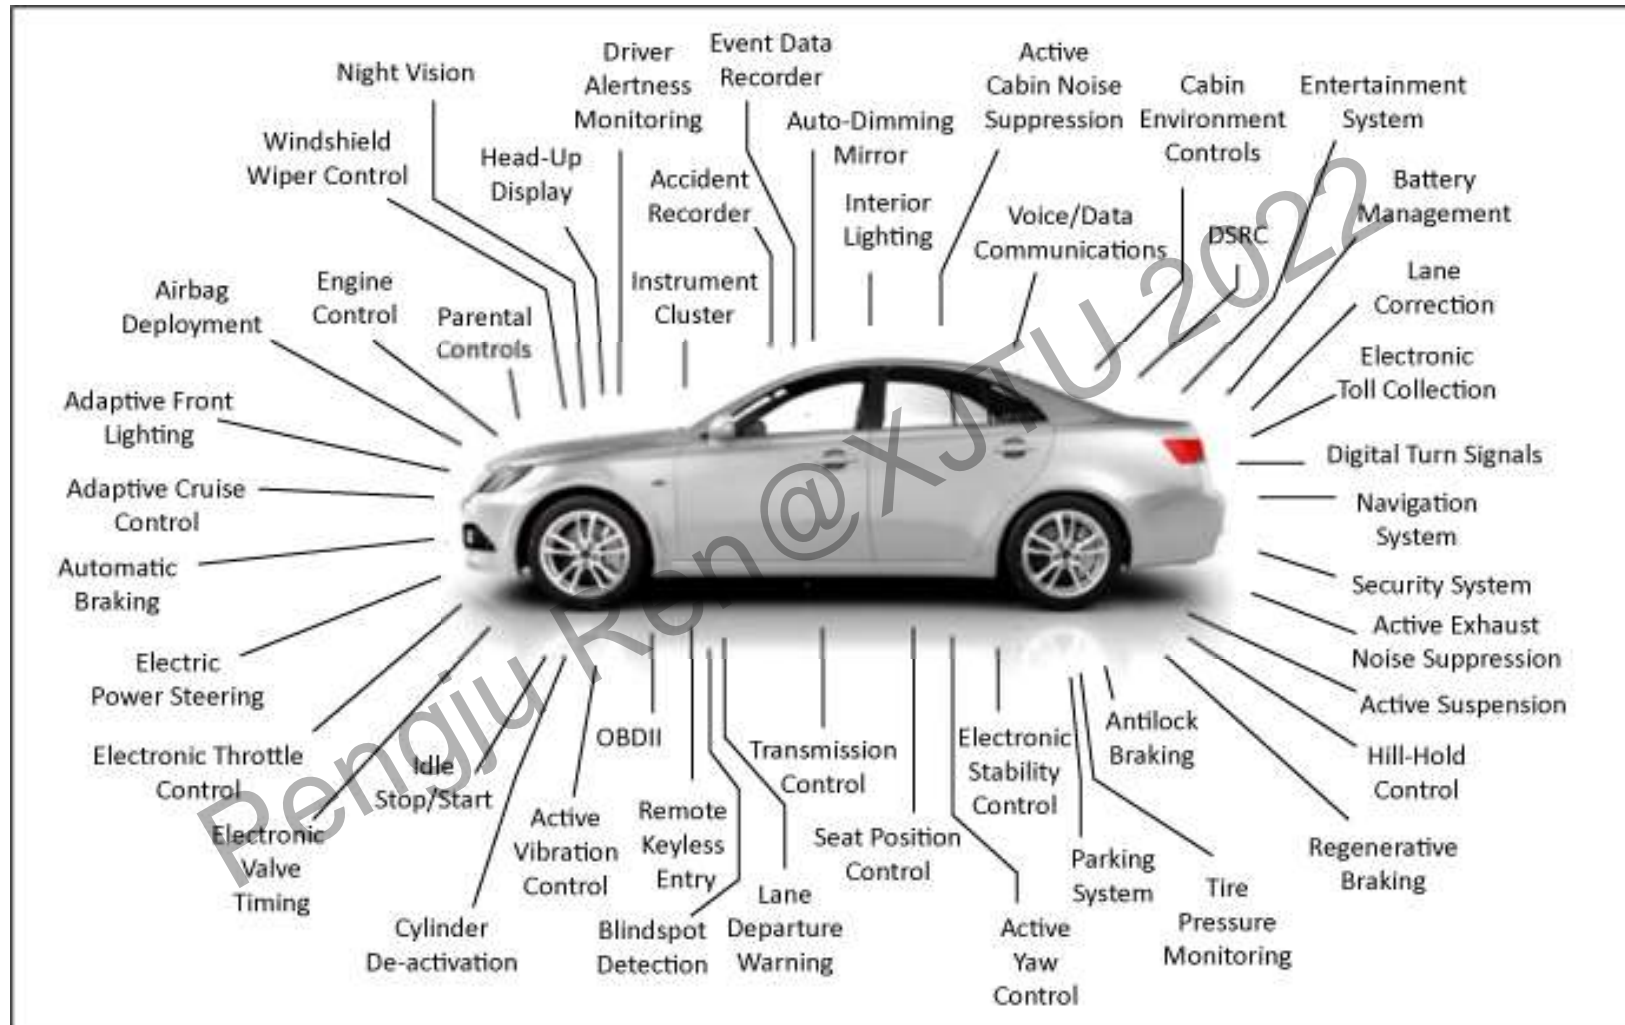 Night Vision
Driver
Alertness
Monitoring
Event Data
Recorder
Active
Cabin Noise
Suppression
Cabin
Environment
Controls
Entertainment
System
Windshield
Wiper Control
Head-Up
Display
Accident
Recorder
Auto-Dimming
Mirror
Interior
Lighting
Voice/Data
Communications
DSRC
Battery
Management
Airbag
Deployment
Engine
Control
Parental
Controls
Instrument
Cluster
Lane
Correction
Electronic
Toll Collection
Adaptive Front
Lighting
Digital Turn Signals
Adaptive Cruise
Control
Navigation
System
Automatic
Braking
Security System
Electric
Power Steering
Active Exhaust
Noise Suppression
Active Suspension
Electronic Throttle
Control
Idle
Stop/Start
OBDII
Transmission
Control
Electronic
Stability
Control
Antilock
Braking
Hill-Hold
Control
Electronic
Valve
Timing
Active
Vibration
Control
Remote
Keyless
Entry
Seat Position
Control
Parking
System
Regenerative
Braking
Cylinder
De-activation
Blindspot
Detection
Lane
Departure
Warning
Active
Yaw
Control
Tire
Pressure
Monitoring
Pengju Ren@XJTU 2022